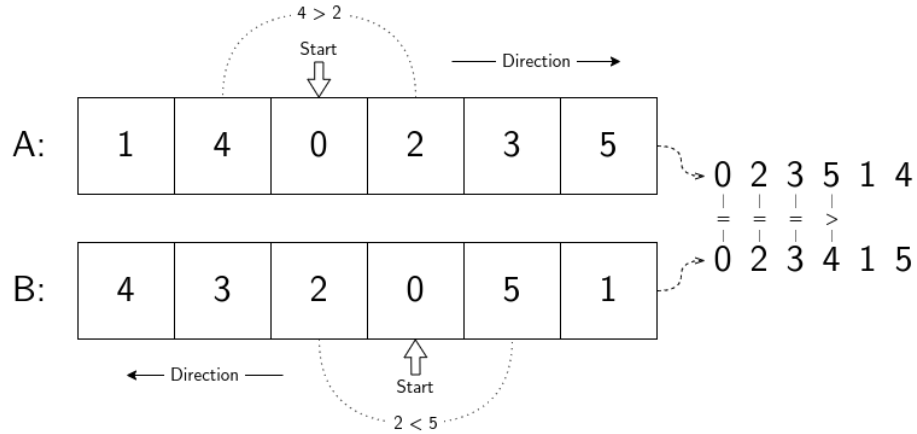 4 > 2
Start
Direction
A: 1 4 0 2 3 5
0 2 3 5 1 4
= = = >
0 2 3 4 1 5
B: 4 3 2 0 5 1
Direction
Start
2 < 5